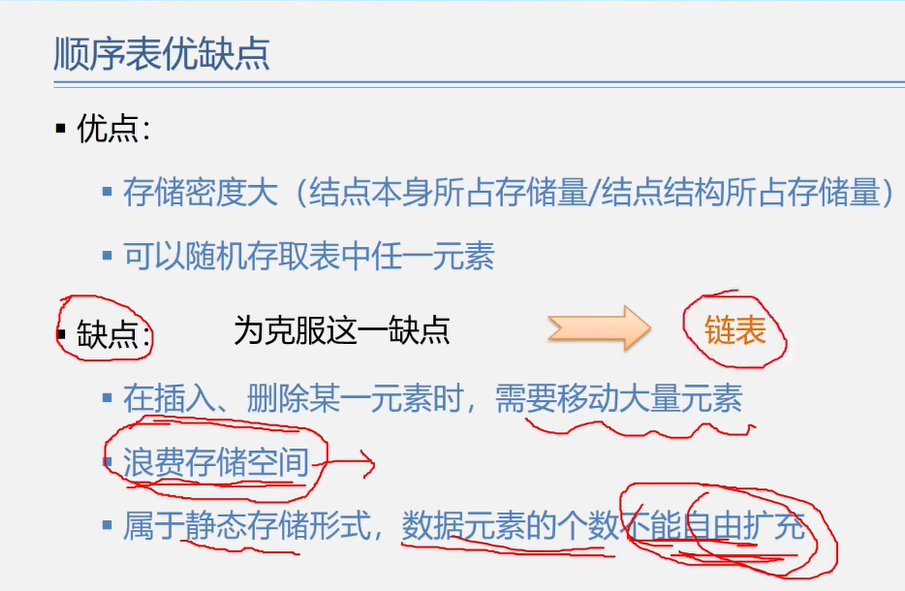 顺序表优缺点
▪ 优点：
▪ 存储密度大（结点本身所占存储量/结点结构所占存储量）
▪ 可以随机存取表中任一元素
▪ 缺点： 为克服这一缺点 链表
▪ 在插入、删除某一元素时，需要移动大量元素
▪ 浪费存储空间
▪ 属于静态存储形式，数据元素的个数不能自由扩充